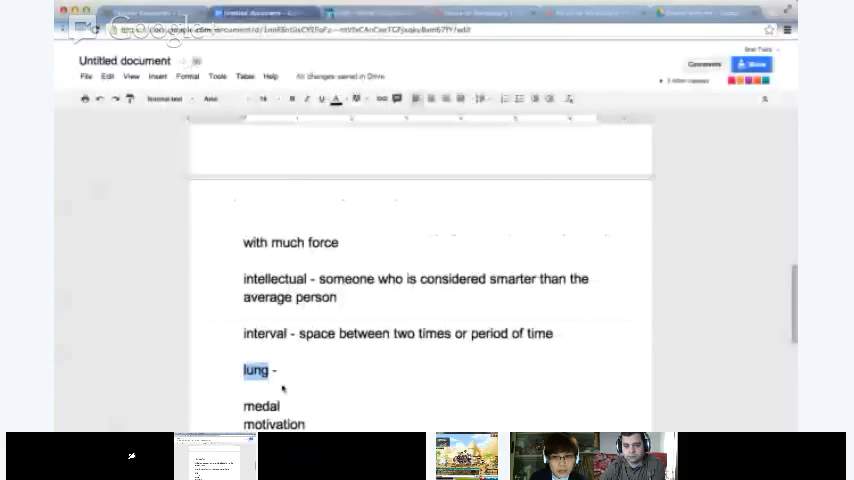 Google+
Untitled document
File Edit View Insert Format Tools Table Help All changes saved in Drive
Comments Share
Normal text Arial
with much force
intellectual - someone who is considered smarter than the
average person
interval - space between two times or period of time
lung -
medal
motivation